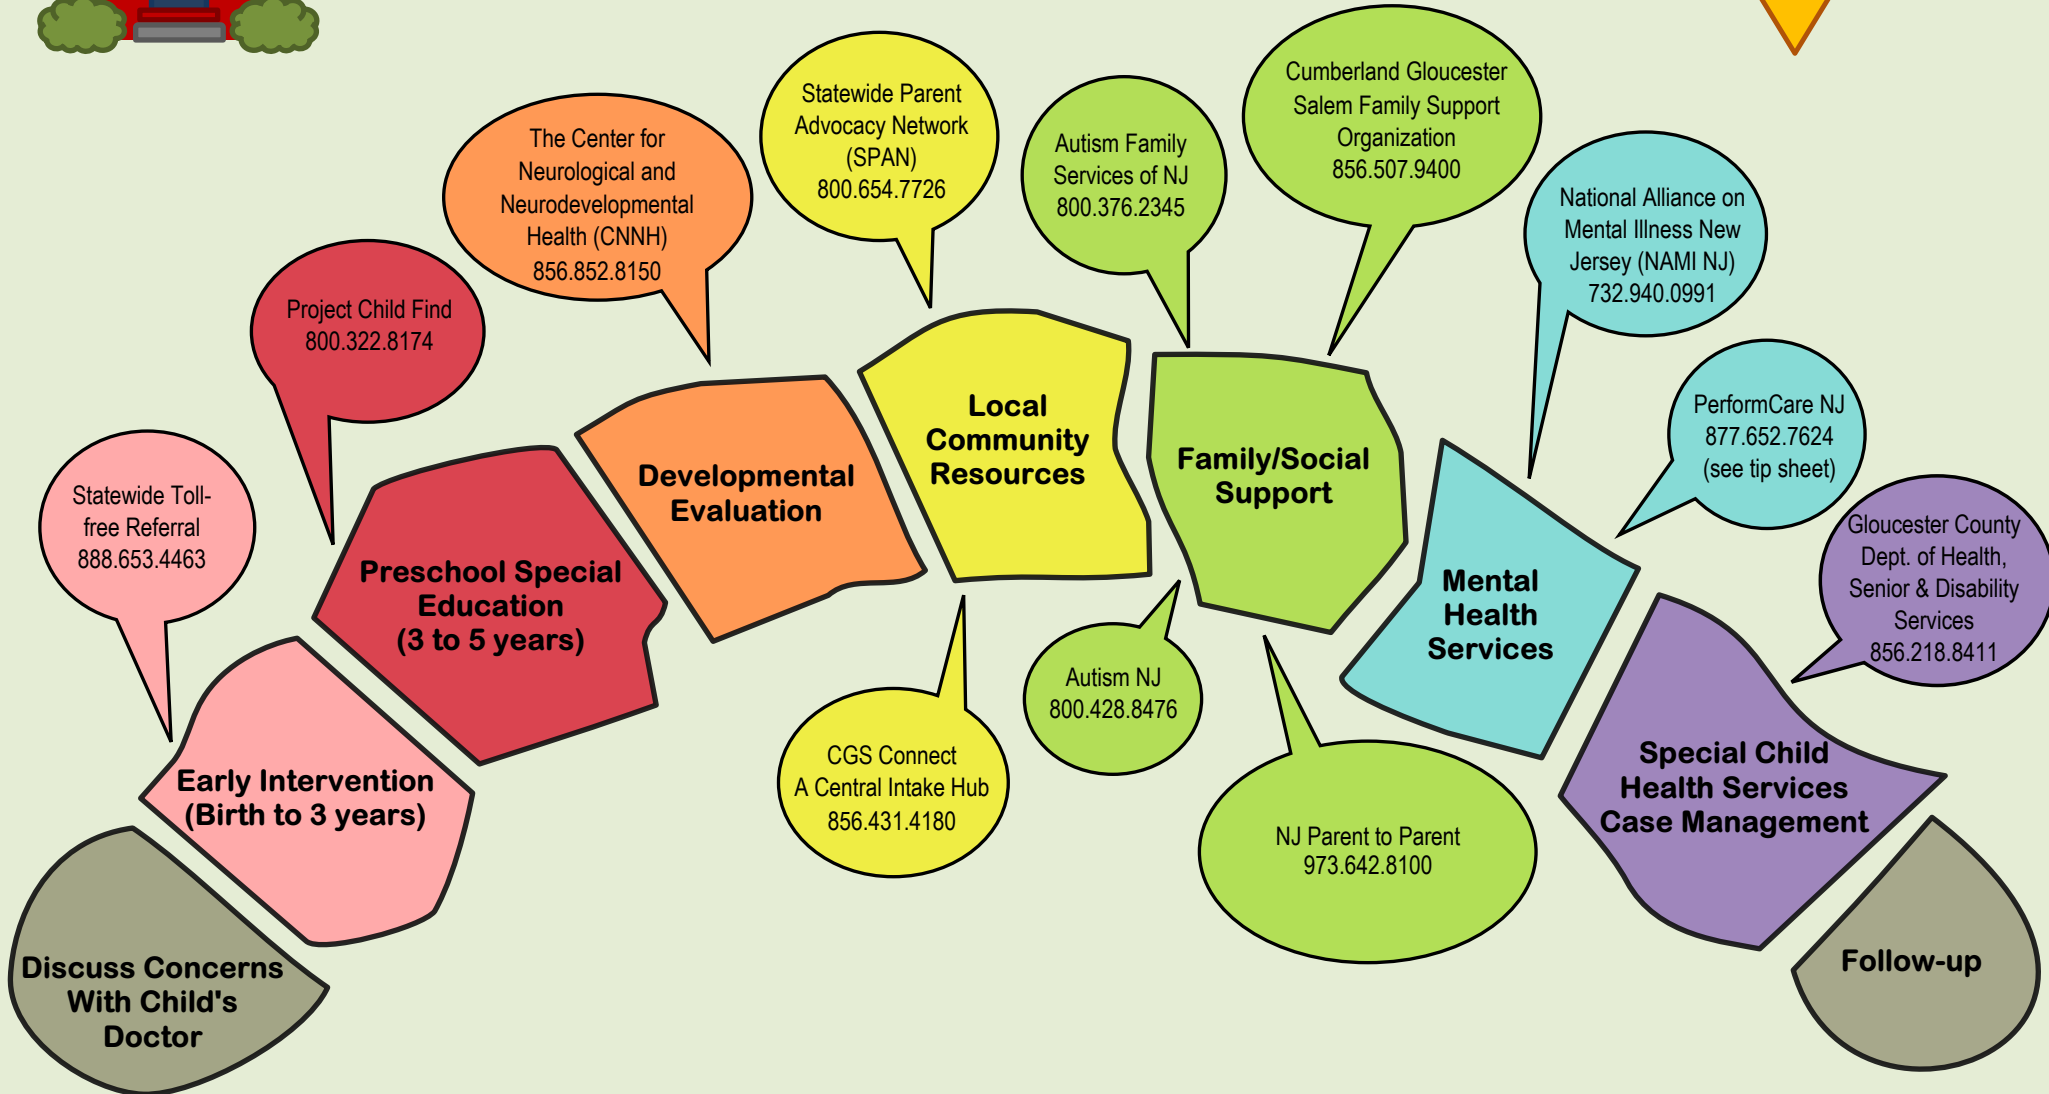 Statewide Toll-
free Referral
888.653.4463
Early Intervention
(Birth to 3 years)
Discuss Concerns
With Child's
Doctor
Project Child Find
800.322.8174
Preschool Special
Education
(3 to 5 years)
The Center for
Neurological and
Neurodevelopmental
Health (CNNH)
856.852.8150
Developmental
Evaluation
Statewide Parent
Advocacy Network
(SPAN)
800.654.7726
Local
Community
Resources
CGS Connect
A Central Intake Hub
856.431.4180
Autism Family
Services of NJ
800.376.2345
Cumberland Gloucester
Salem Family Support
Organization
856.507.9400
Family/Social
Support
Autism NJ
800.428.8476
NJ Parent to Parent
973.642.8100
National Alliance on
Mental Illness New
Jersey (NAMI NJ)
732.940.0991
PerformCare NJ
877.652.7624
(see tip sheet)
Mental
Health
Services
Gloucester County
Dept. of Health,
Senior & Disability
Services
856.218.8411
Special Child
Health Services
Case Management
Follow-up